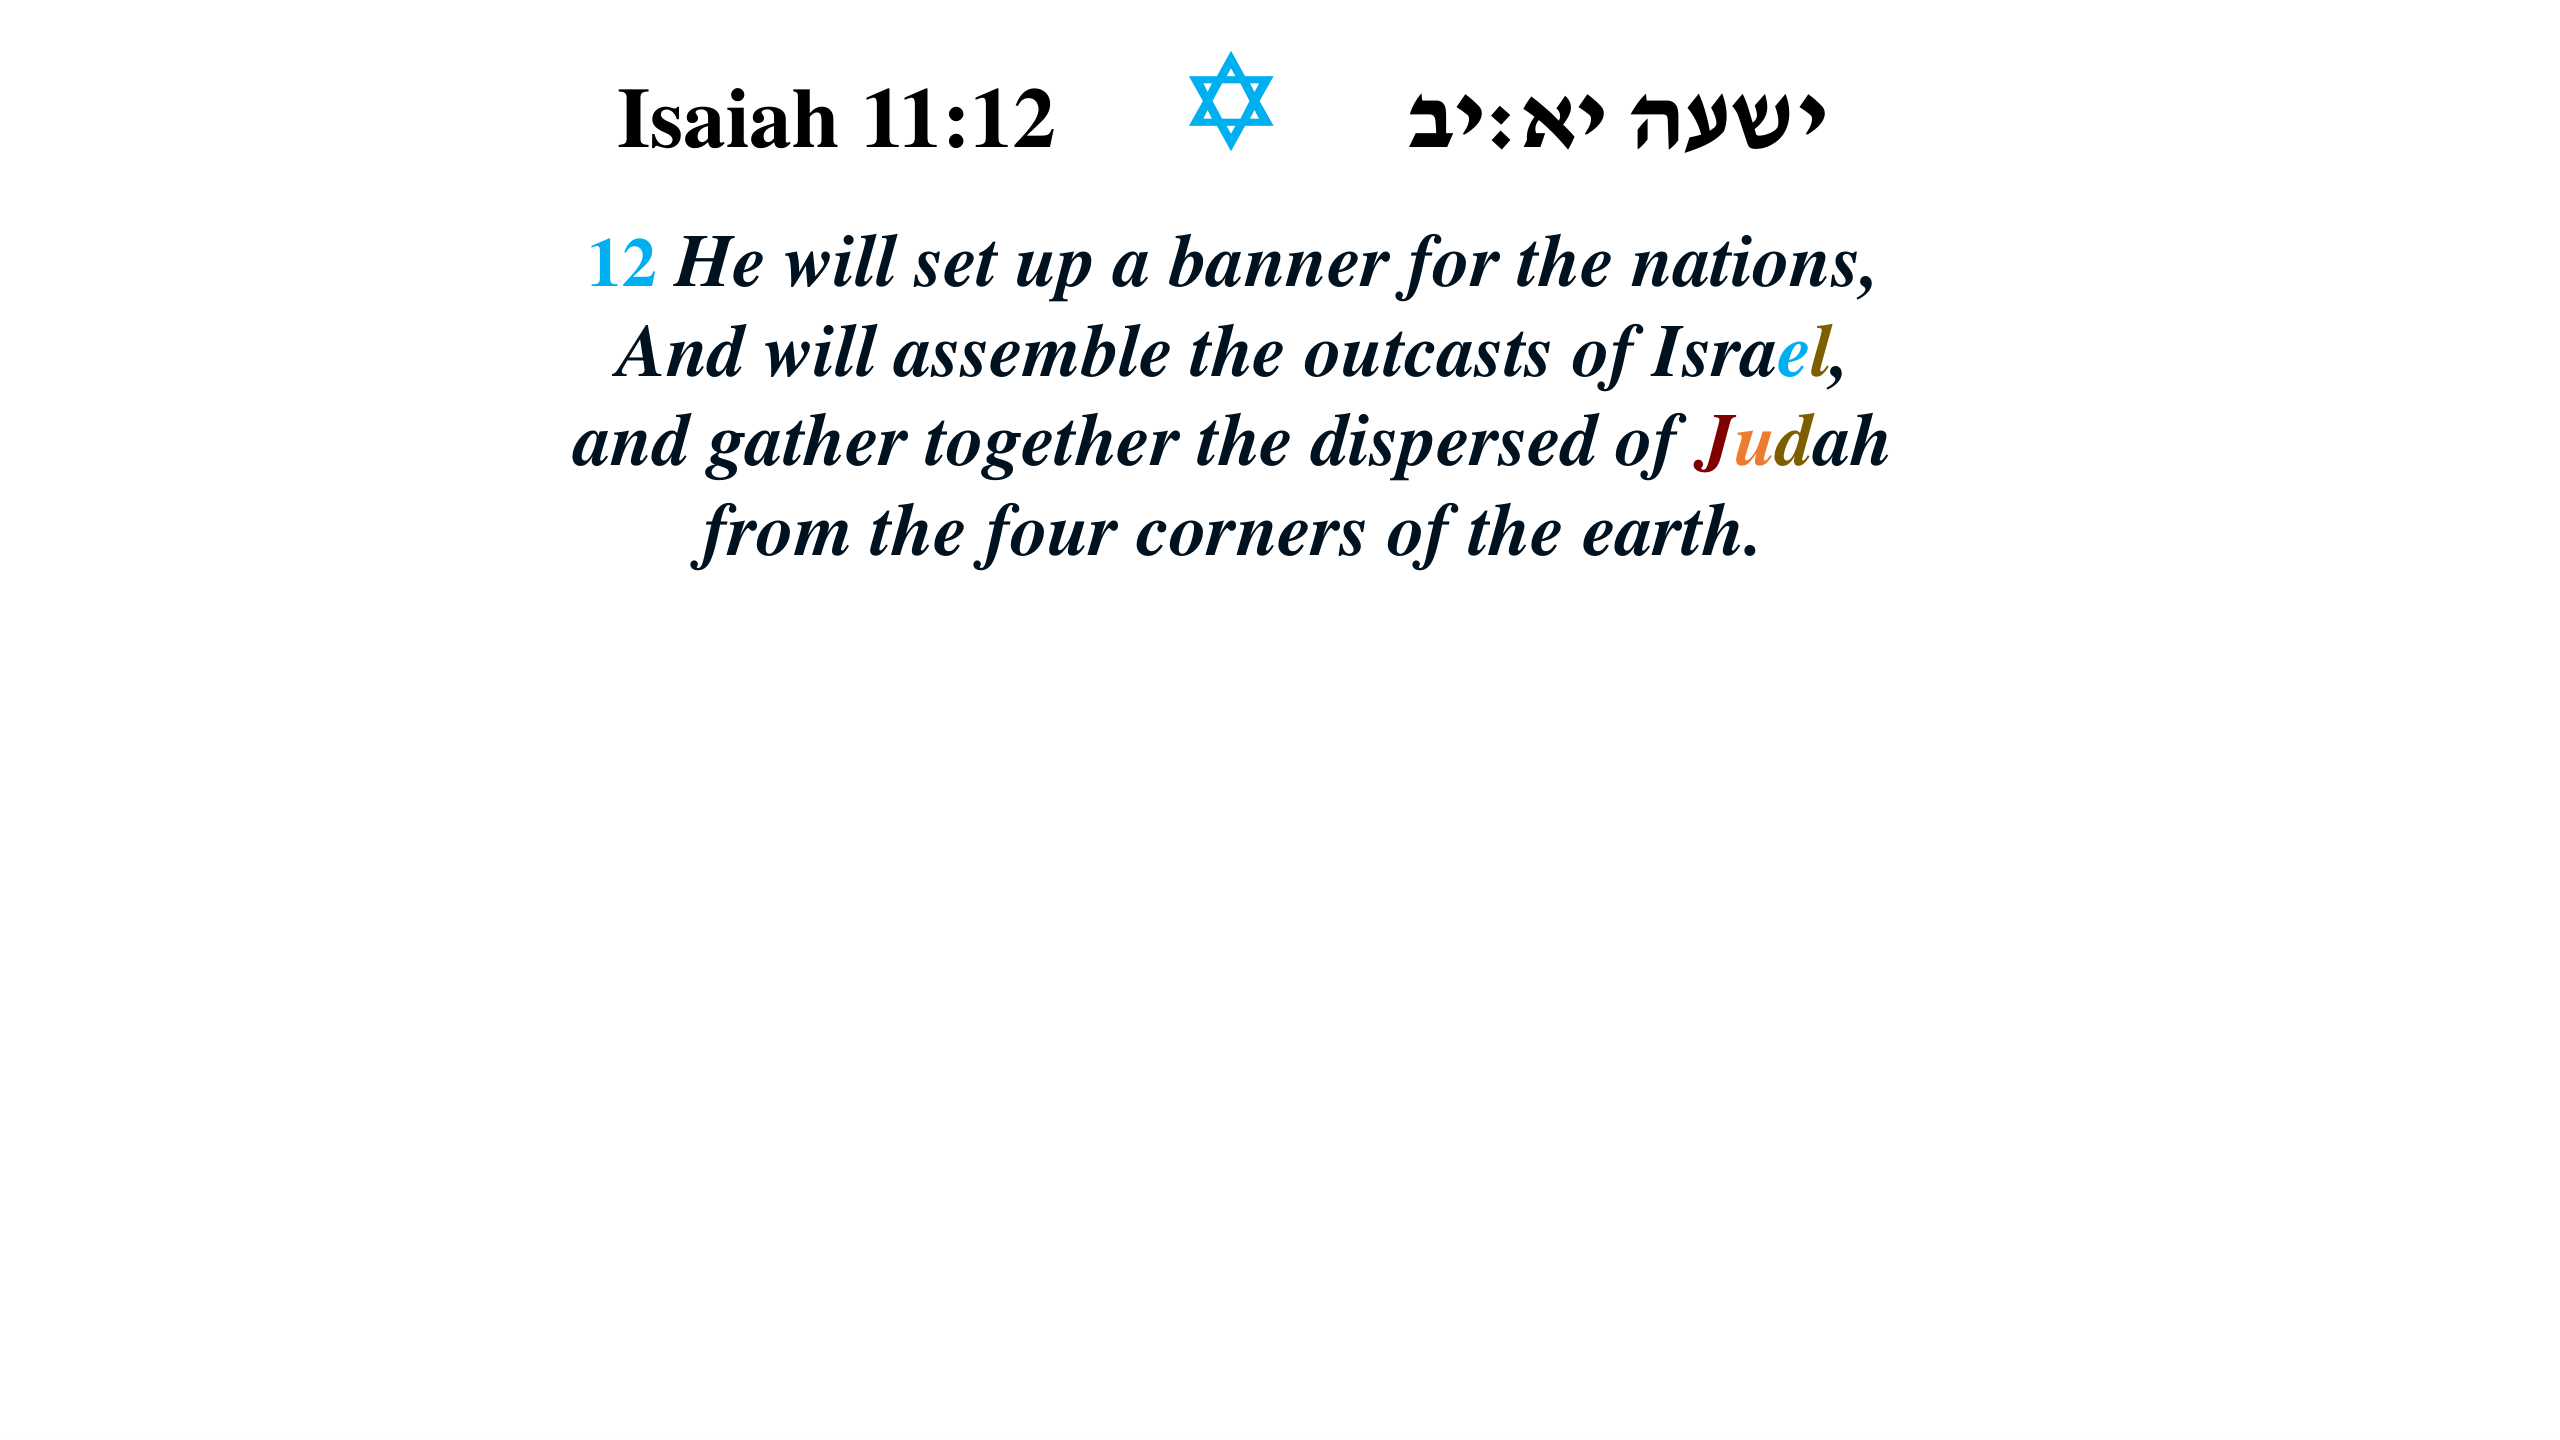 Isaiah 11:12 ✡ ישעה יא:יב
12 He will set up a banner for the nations,
And will assemble the outcasts of Israel,
and gather together the dispersed of Judah
from the four corners of the earth.